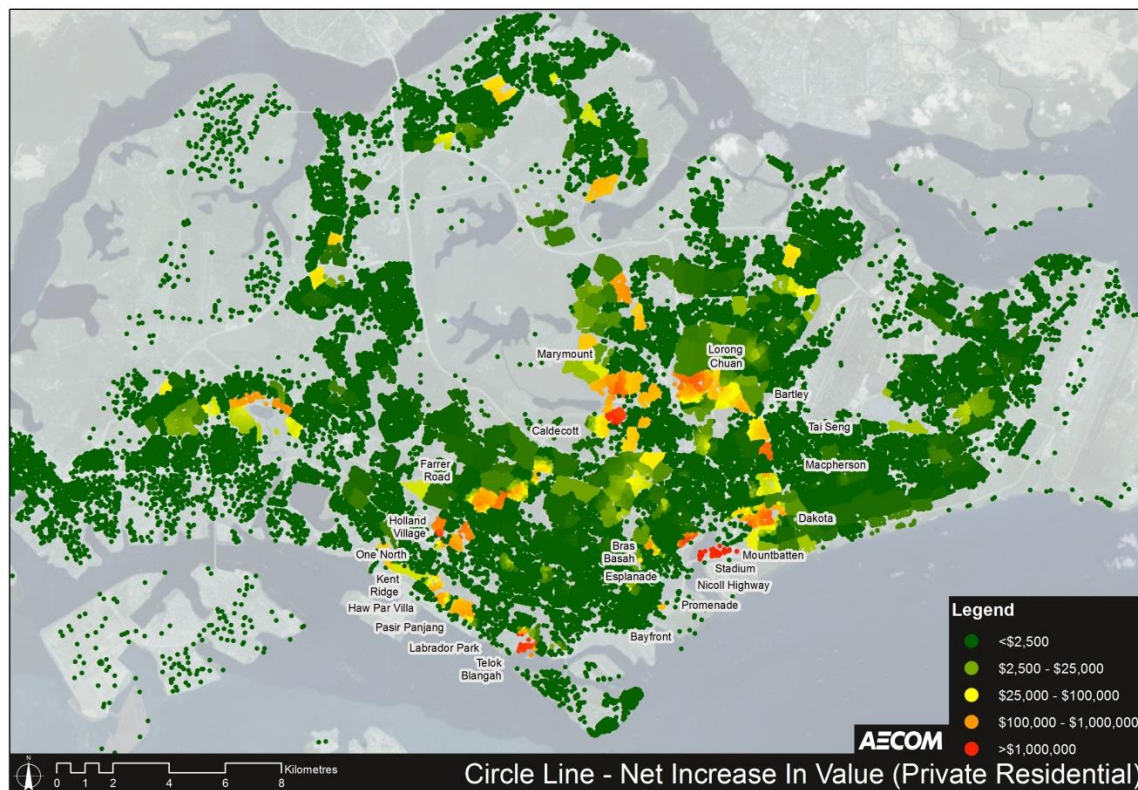 Marymount
Lorong
Chuan
Bartley
Caldecott
Tai Seng
Farrer
Road
Macpherson
Holland
Village
Dakota
One North
Bras
Basah
Mountbatten
Kent
Ridge
Esplanade
Stadium
Nicoll Highway
Haw Par Villa
Promenade
Pasir Panjang
Bayfront
Labrador Park
Telok
Blangah
Legend
<$2,500
$2,500 - $25,000
$25,000 - $100,000
$100,000 - $1,000,000
>$1,000,000
AECOM
N
0 1 2 4 6 8
Kilometres
Circle Line - Net Increase In Value (Private Residential)